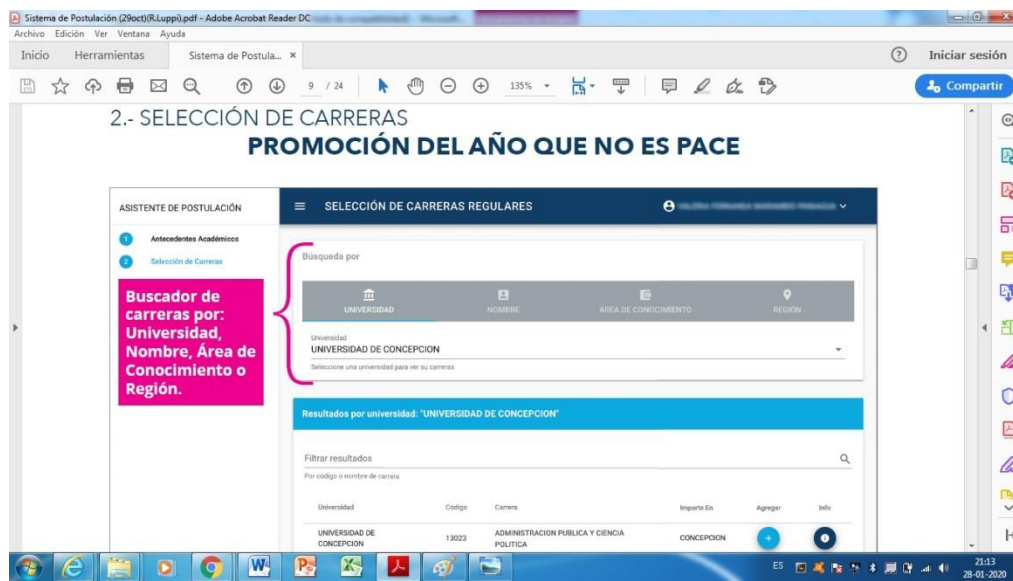 Sistema de Postulación (29oct)(R.Luppi).pdf - Adobe Acrobat Reader DC
Archivo Edición Ver Ventana Ayuda
Inicio Herramientas Sistema de Postula... ×
Iniciar sesión
9 / 24 135% Compartir
2.- SELECCIÓN DE CARRERAS
PROMOCIÓN DEL AÑO QUE NO ES PACE
ASISTENTE DE POSTULACIÓN
1 Antecedentes Académicos
2 Selección de Carreras
Buscador de
carreras por:
Universidad,
Nombre, Área de
Conocimiento o
Región.
SELECCIÓN DE CARRERAS REGULARES
Búsqueda por
UNIVERSIDAD NOMBRE ÁREA DE CONOCIMIENTO REGIÓN
Universidad
UNIVERSIDAD DE CONCEPCION
Seleccione una universidad para ver su carreras
Resultados por universidad: "UNIVERSIDAD DE CONCEPCION"
Filtrar resultados
Por código o nombre de carrera
Universidad Código Carrera Imparte En Agregar Info
UNIVERSIDAD DE CONCEPCION 13023 ADMINISTRACION PUBLICA Y CIENCIA POLITICA CONCEPCION
ES 21:13
28-01-2020